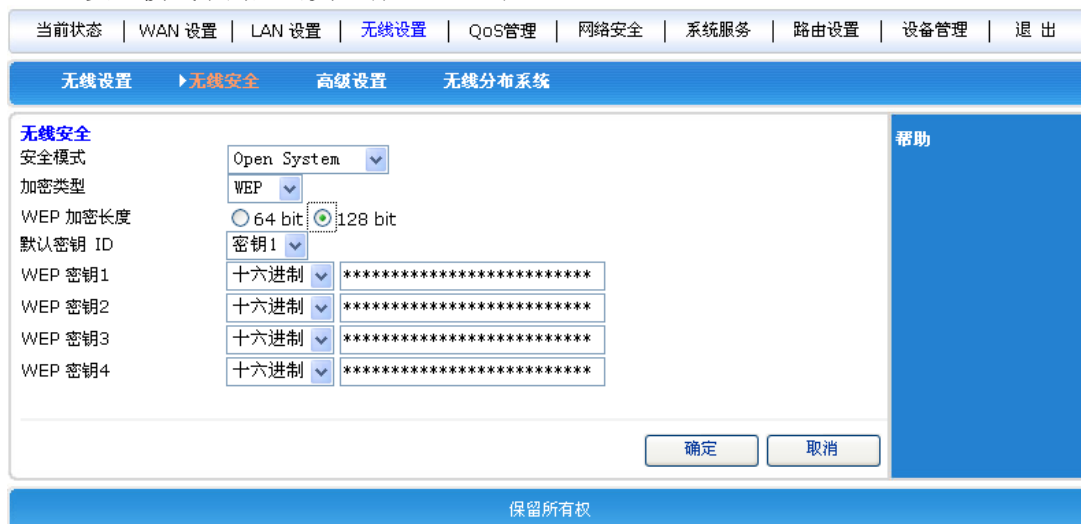 当前状态 | WAN 设置 | LAN 设置 | 无线设置 | QoS管理 | 网络安全 | 系统服务 | 路由设置 | 设备管理 | 退 出
无线设置 无线安全 高级设置 无线分布系统
无线安全
帮助
安全模式 Open System
加密类型 WEP
WEP 加密长度 64 bit 128 bit
默认密钥 ID 密钥1
WEP 密钥1 十六进制 **************************
WEP 密钥2 十六进制 **************************
WEP 密钥3 十六进制 **************************
WEP 密钥4 十六进制 **************************
确定 取消
保留所有权